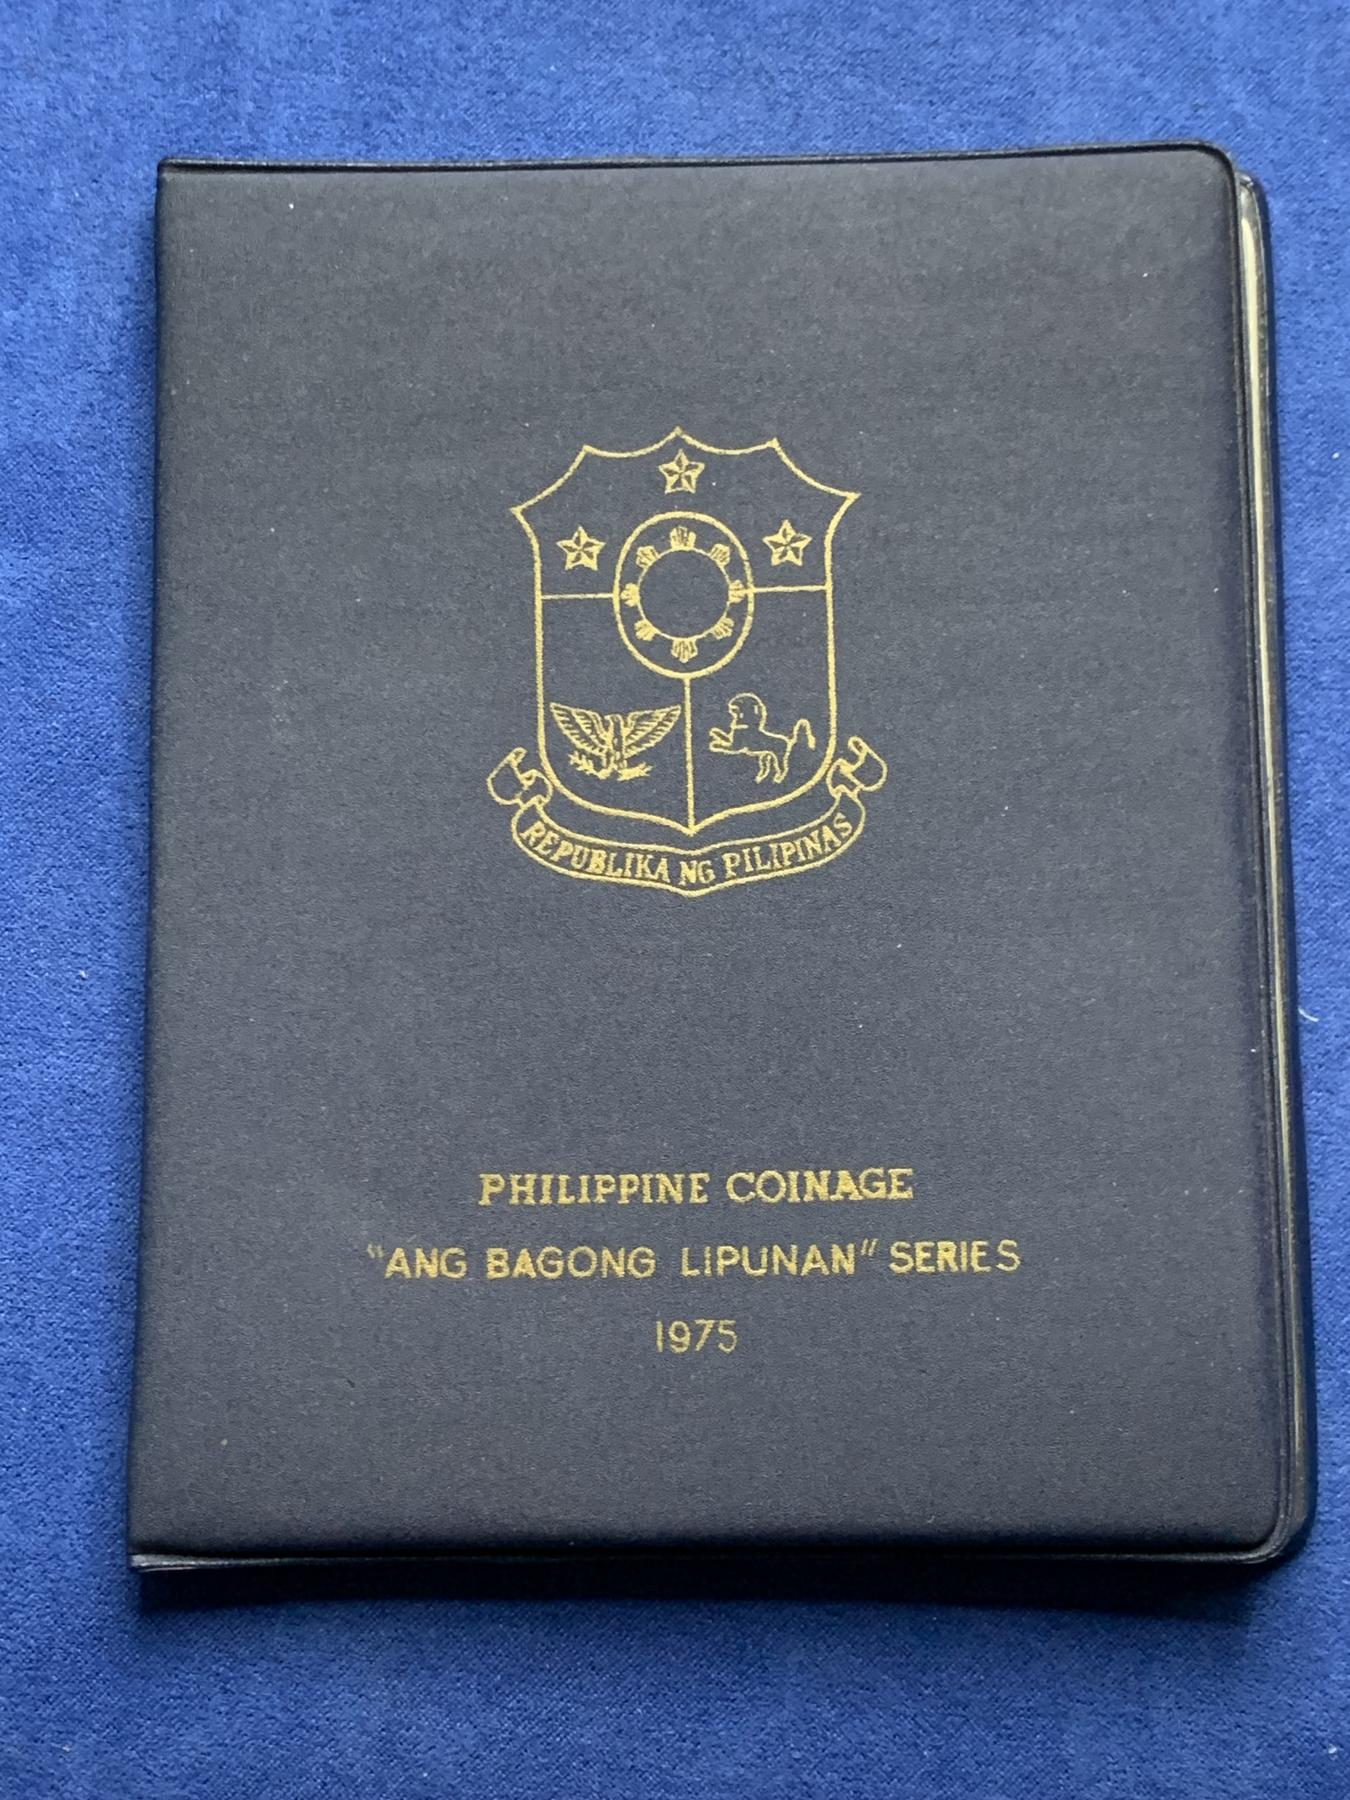 REPUBLIKA NG PILIPINAS
PHILIPPINE COINAGE
"ANG BAGONG LIPUNAN" SERIES
1975